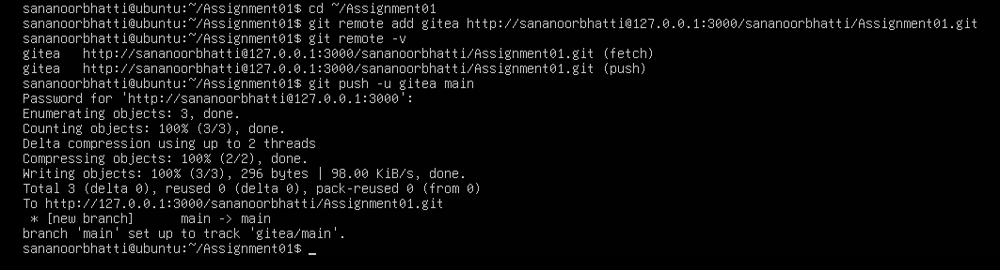 sananoorbhatti@ubuntu:~/Assignment01$ cd ~/Assignment01
sananoorbhatti@ubuntu:~/Assignment01$ git remote add gitea http://sananoorbhatti@127.0.0.1:3000/sananoorbhatti/Assignment01.git
sananoorbhatti@ubuntu:~/Assignment01$ git remote -v
gitea   http://sananoorbhatti@127.0.0.1:3000/sananoorbhatti/Assignment01.git (fetch)
gitea   http://sananoorbhatti@127.0.0.1:3000/sananoorbhatti/Assignment01.git (push)
sananoorbhatti@ubuntu:~/Assignment01$ git push -u gitea main
Password for 'http://sananoorbhatti@127.0.0.1:3000':
Enumerating objects: 3, done.
Counting objects: 100% (3/3), done.
Delta compression using up to 2 threads
Compressing objects: 100% (2/2), done.
Writing objects: 100% (3/3), 296 bytes | 98.00 KiB/s, done.
Total 3 (delta 0), reused 0 (delta 0), pack-reused 0 (from 0)
To http://127.0.0.1:3000/sananoorbhatti/Assignment01.git
 * [new branch]      main -> main
branch 'main' set up to track 'gitea/main'.
sananoorbhatti@ubuntu:~/Assignment01$ _